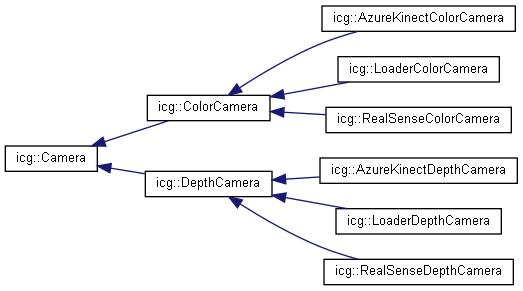 icg::AzureKinectColorCamera
icg::LoaderColorCamera
icg::ColorCamera
icg::RealSenseColorCamera
icg::Camera
icg::AzureKinectDepthCamera
icg::DepthCamera
icg::LoaderDepthCamera
icg::RealSenseDepthCamera